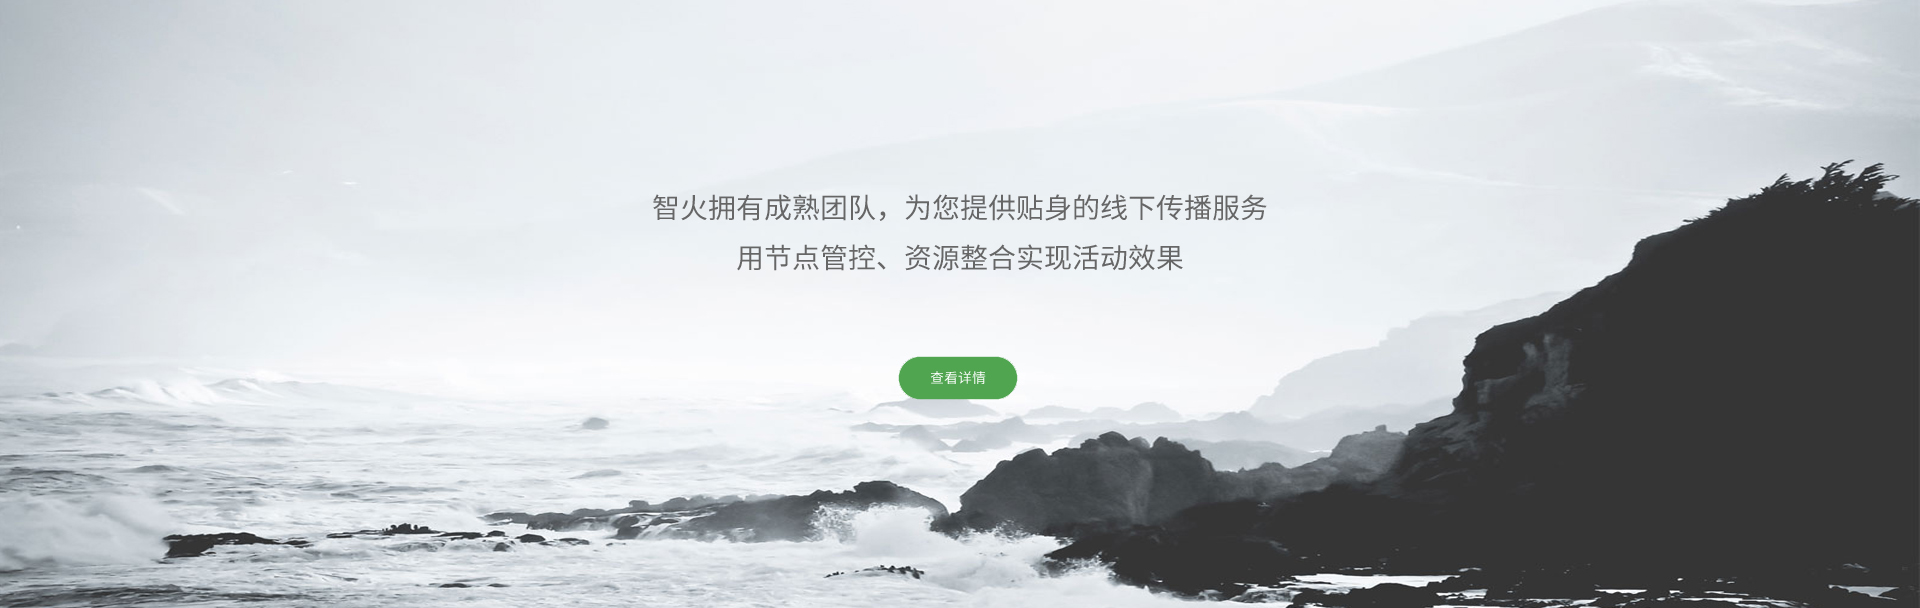 智火拥有成熟团队，为您提供贴身的线下传播服务
用节点管控、资源整合实现活动效果
查看详情